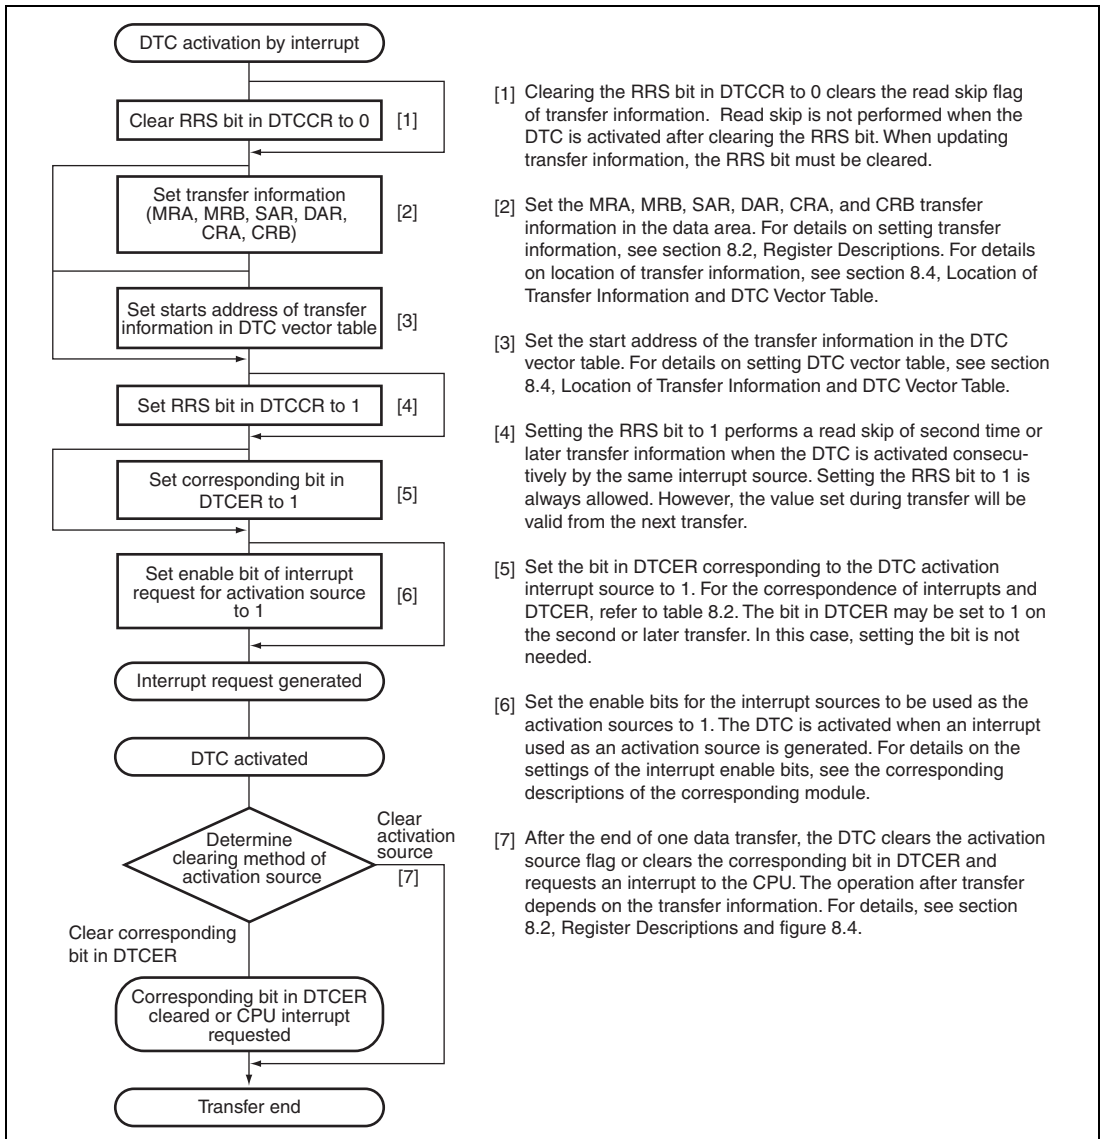 DTC activation by interrupt
Clear RRS bit in DTCCR to 0
[1]
Set transfer information
(MRA, MRB, SAR, DAR,
CRA, CRB)
[2]
Set starts address of transfer
information in DTC vector table
[3]
Set RRS bit in DTCCR to 1
[4]
Set corresponding bit in
DTCER to 1
[5]
Set enable bit of interrupt
request for activation source
to 1
[6]
Interrupt request generated
DTC activated
Determine
clearing method of
activation source
Clear
activation
source
[7]
Clear corresponding
bit in DTCER
Corresponding bit in DTCER
cleared or CPU interrupt
requested
Transfer end
[1] Clearing the RRS bit in DTCCR to 0 clears the read skip flag
of transfer information. Read skip is not performed when the
DTC is activated after clearing the RRS bit. When updating
transfer information, the RRS bit must be cleared.
[2] Set the MRA, MRB, SAR, DAR, CRA, and CRB transfer
information in the data area. For details on setting transfer
information, see section 8.2, Register Descriptions. For details
on location of transfer information, see section 8.4, Location of
Transfer Information and DTC Vector Table.
[3] Set the start address of the transfer information in the DTC
vector table. For details on setting DTC vector table, see section
8.4, Location of Transfer Information and DTC Vector Table.
[4] Setting the RRS bit to 1 performs a read skip of second time or
later transfer information when the DTC is activated consecu-
tively by the same interrupt source. Setting the RRS bit to 1 is
always allowed. However, the value set during transfer will be
valid from the next transfer.
[5] Set the bit in DTCER corresponding to the DTC activation
interrupt source to 1. For the correspondence of interrupts and
DTCER, refer to table 8.2. The bit in DTCER may be set to 1 on
the second or later transfer. In this case, setting the bit is not
needed.
[6] Set the enable bits for the interrupt sources to be used as the
activation sources to 1. The DTC is activated when an interrupt
used as an activation source is generated. For details on the
settings of the interrupt enable bits, see the corresponding
descriptions of the corresponding module.
[7] After the end of one data transfer, the DTC clears the activation
source flag or clears the corresponding bit in DTCER and
requests an interrupt to the CPU. The operation after transfer
depends on the transfer information. For details, see section
8.2, Register Descriptions and figure 8.4.